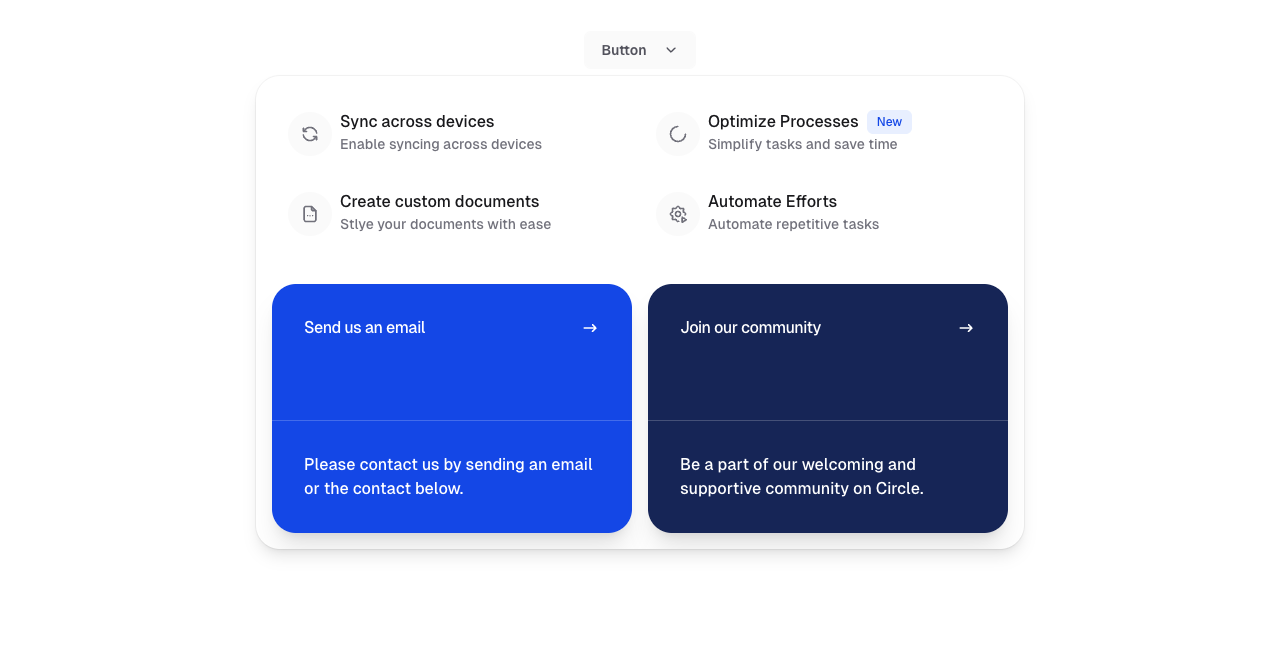 Button
Sync across devices
Enable syncing across devices
Optimize Processes New
Simplify tasks and save time
Create custom documents
Stlye your documents with ease
Automate Efforts
Automate repetitive tasks
Send us an email
Please contact us by sending an email
or the contact below.
Join our community
Be a part of our welcoming and
supportive community on Circle.